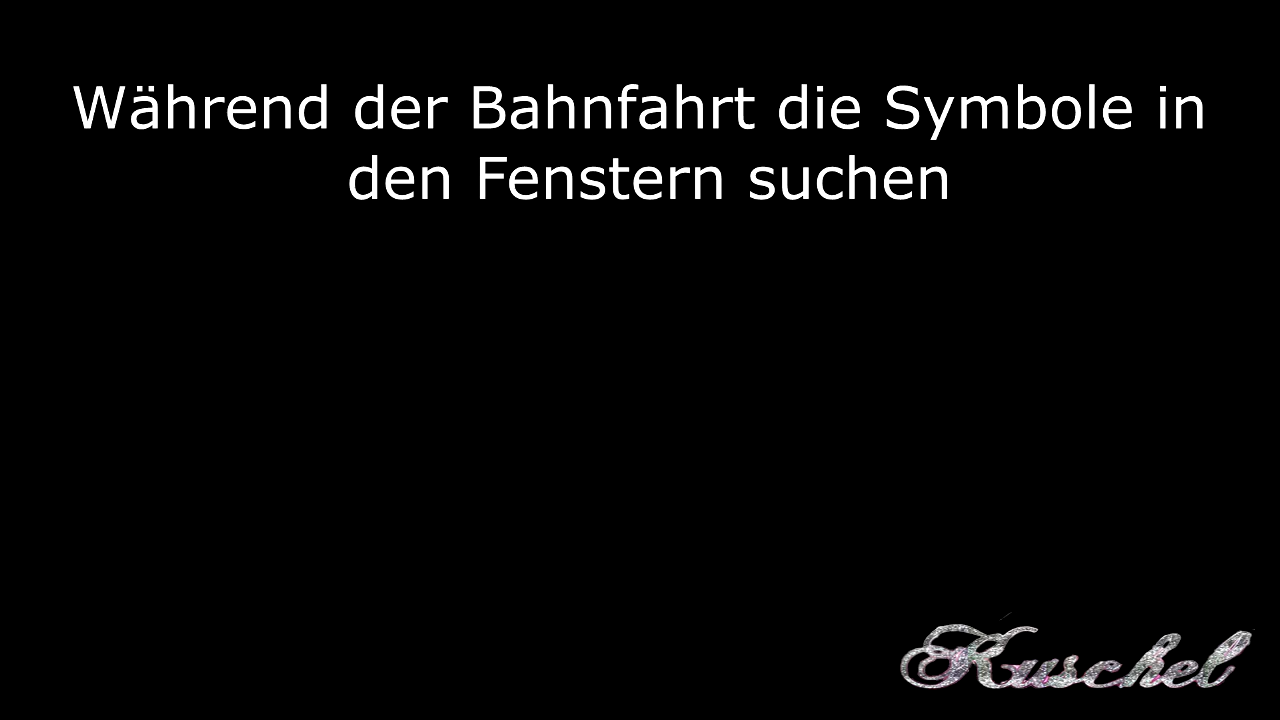 Während der Bahnfahrt die Symbole in
den Fenstern suchen
Kuschel